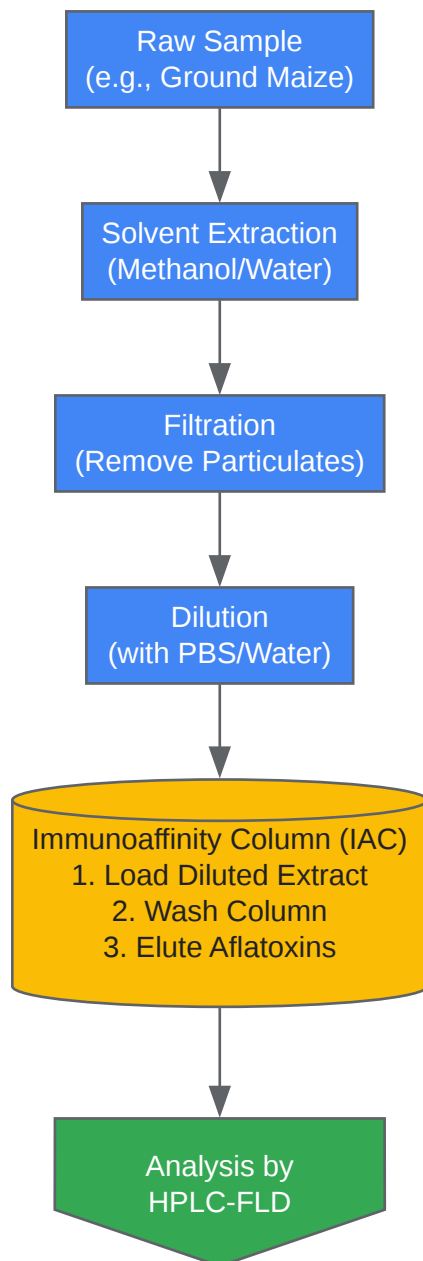 Raw Sample
(e.g., Ground Maize)
Solvent Extraction
(Methanol/Water)
Filtration
(Remove Particulates)
Dilution
(with PBS/Water)
Immunoaffinity Column (IAC)
1. Load Diluted Extract
2. Wash Column
3. Elute Aflatoxins
Analysis by
HPLC-FLD